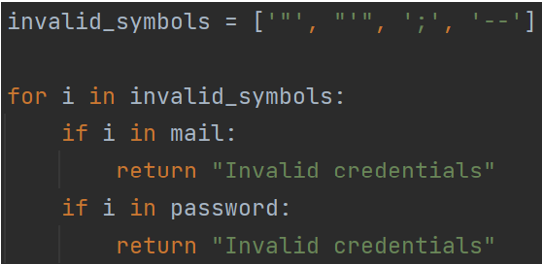 invalid_symbols = ['"', "'", ';', '--']
for i in invalid_symbols:
if i in mail:
return "Invalid credentials"
if i in password:
return "Invalid credentials"